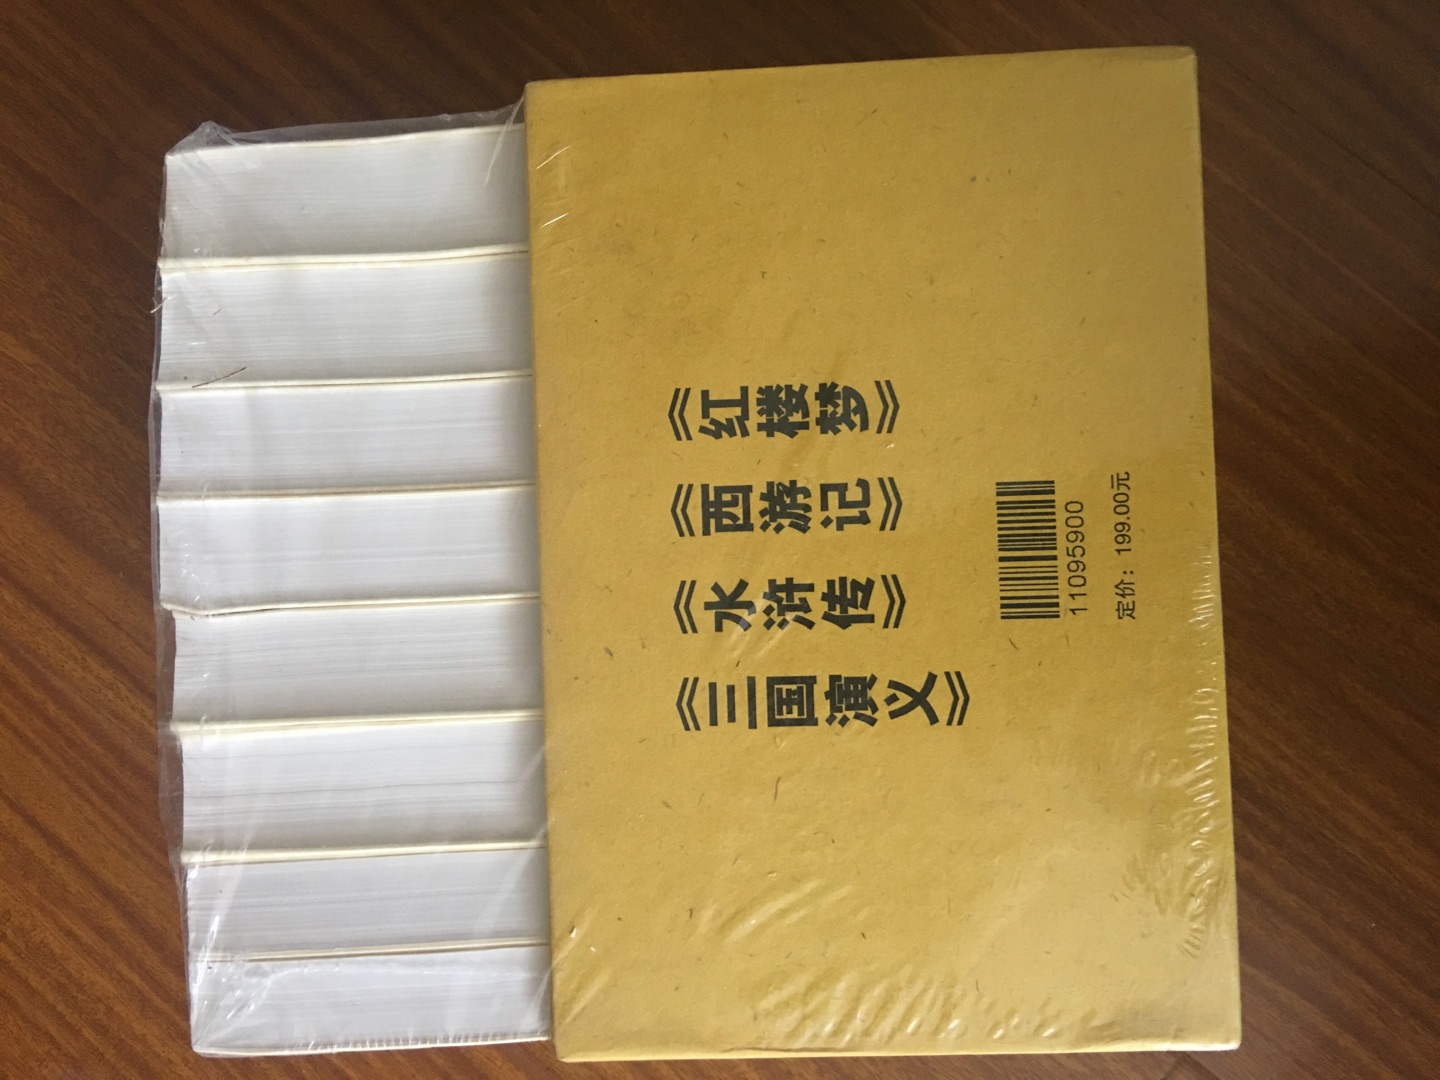 《红楼梦》
《西游记》
《水浒传》
《三国演义》
11095900
定价：199.00元